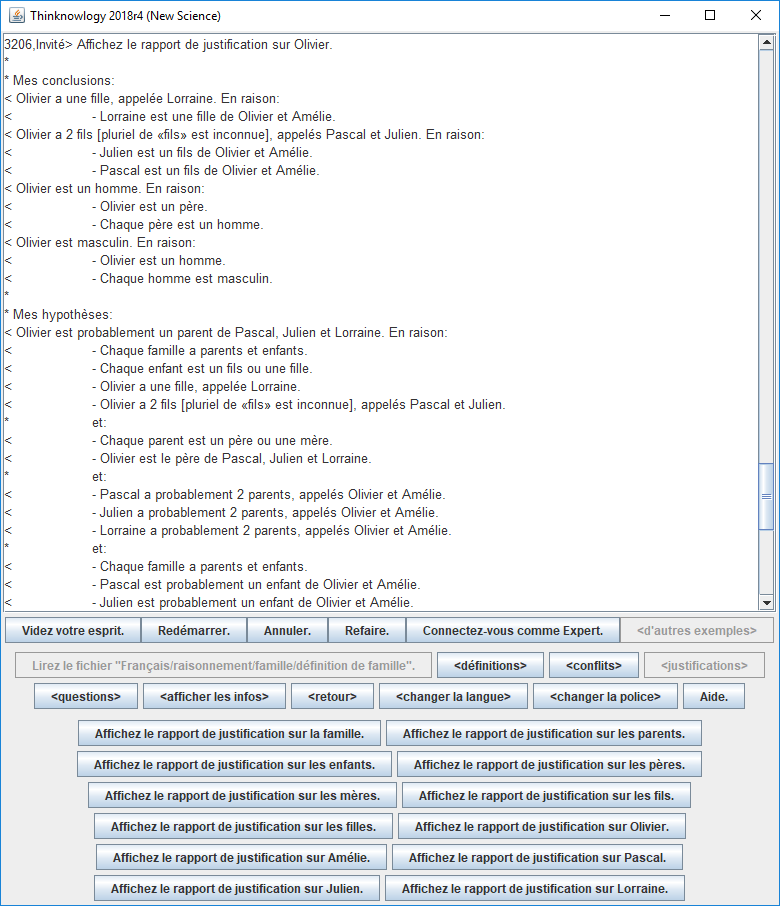 Thinknowlogy 2018r4 (New Science)
3206,Invité> Affichez le rapport de justification sur Olivier.
*
* Mes conclusions:
< Olivier a une fille, appelée Lorraine. En raison:
< - Lorraine est une fille de Olivier et Amélie.
< Olivier a 2 fils [pluriel de «fils» est inconnue], appelés Pascal et Julien. En raison:
< - Julien est un fils de Olivier et Amélie.
< - Pascal est un fils de Olivier et Amélie.
< Olivier est un homme. En raison:
< - Olivier est un père.
< - Chaque père est un homme.
< Olivier est masculin. En raison:
< - Olivier est un homme.
< - Chaque homme est masculin.
*
* Mes hypothèses:
< Olivier est probablement un parent de Pascal, Julien et Lorraine. En raison:
< - Chaque famille a parents et enfants.
< - Chaque enfant est un fils ou une fille.
< - Olivier a une fille, appelée Lorraine.
< - Olivier a 2 fils [pluriel de «fils» est inconnue], appelés Pascal et Julien.
* et:
< - Chaque parent est un père ou une mère.
< - Olivier est le père de Pascal, Julien et Lorraine.
* et:
< - Pascal a probablement 2 parents, appelés Olivier et Amélie.
< - Julien a probablement 2 parents, appelés Olivier et Amélie.
< - Lorraine a probablement 2 parents, appelés Olivier et Amélie.
* et:
< - Chaque famille a parents et enfants.
< - Pascal est probablement un enfant de Olivier et Amélie.
< - Julien est probablement un enfant de Olivier et Amélie.
Videz votre esprit. Redémarrer. Annuler. Refaire. Connectez-vous comme Expert. <d'autres exemples>
Lirez le fichier "Français/raisonnement/famille/définition de famille". <définitions> <conflits> <justifications>
<questions> <afficher les infos> <retour> <changer la langue> <changer la police> Aide.
Affichez le rapport de justification sur la famille. Affichez le rapport de justification sur les parents.
Affichez le rapport de justification sur les enfants. Affichez le rapport de justification sur les pères.
Affichez le rapport de justification sur les mères. Affichez le rapport de justification sur les fils.
Affichez le rapport de justification sur les filles. Affichez le rapport de justification sur Olivier.
Affichez le rapport de justification sur Amélie. Affichez le rapport de justification sur Pascal.
Affichez le rapport de justification sur Julien. Affichez le rapport de justification sur Lorraine.